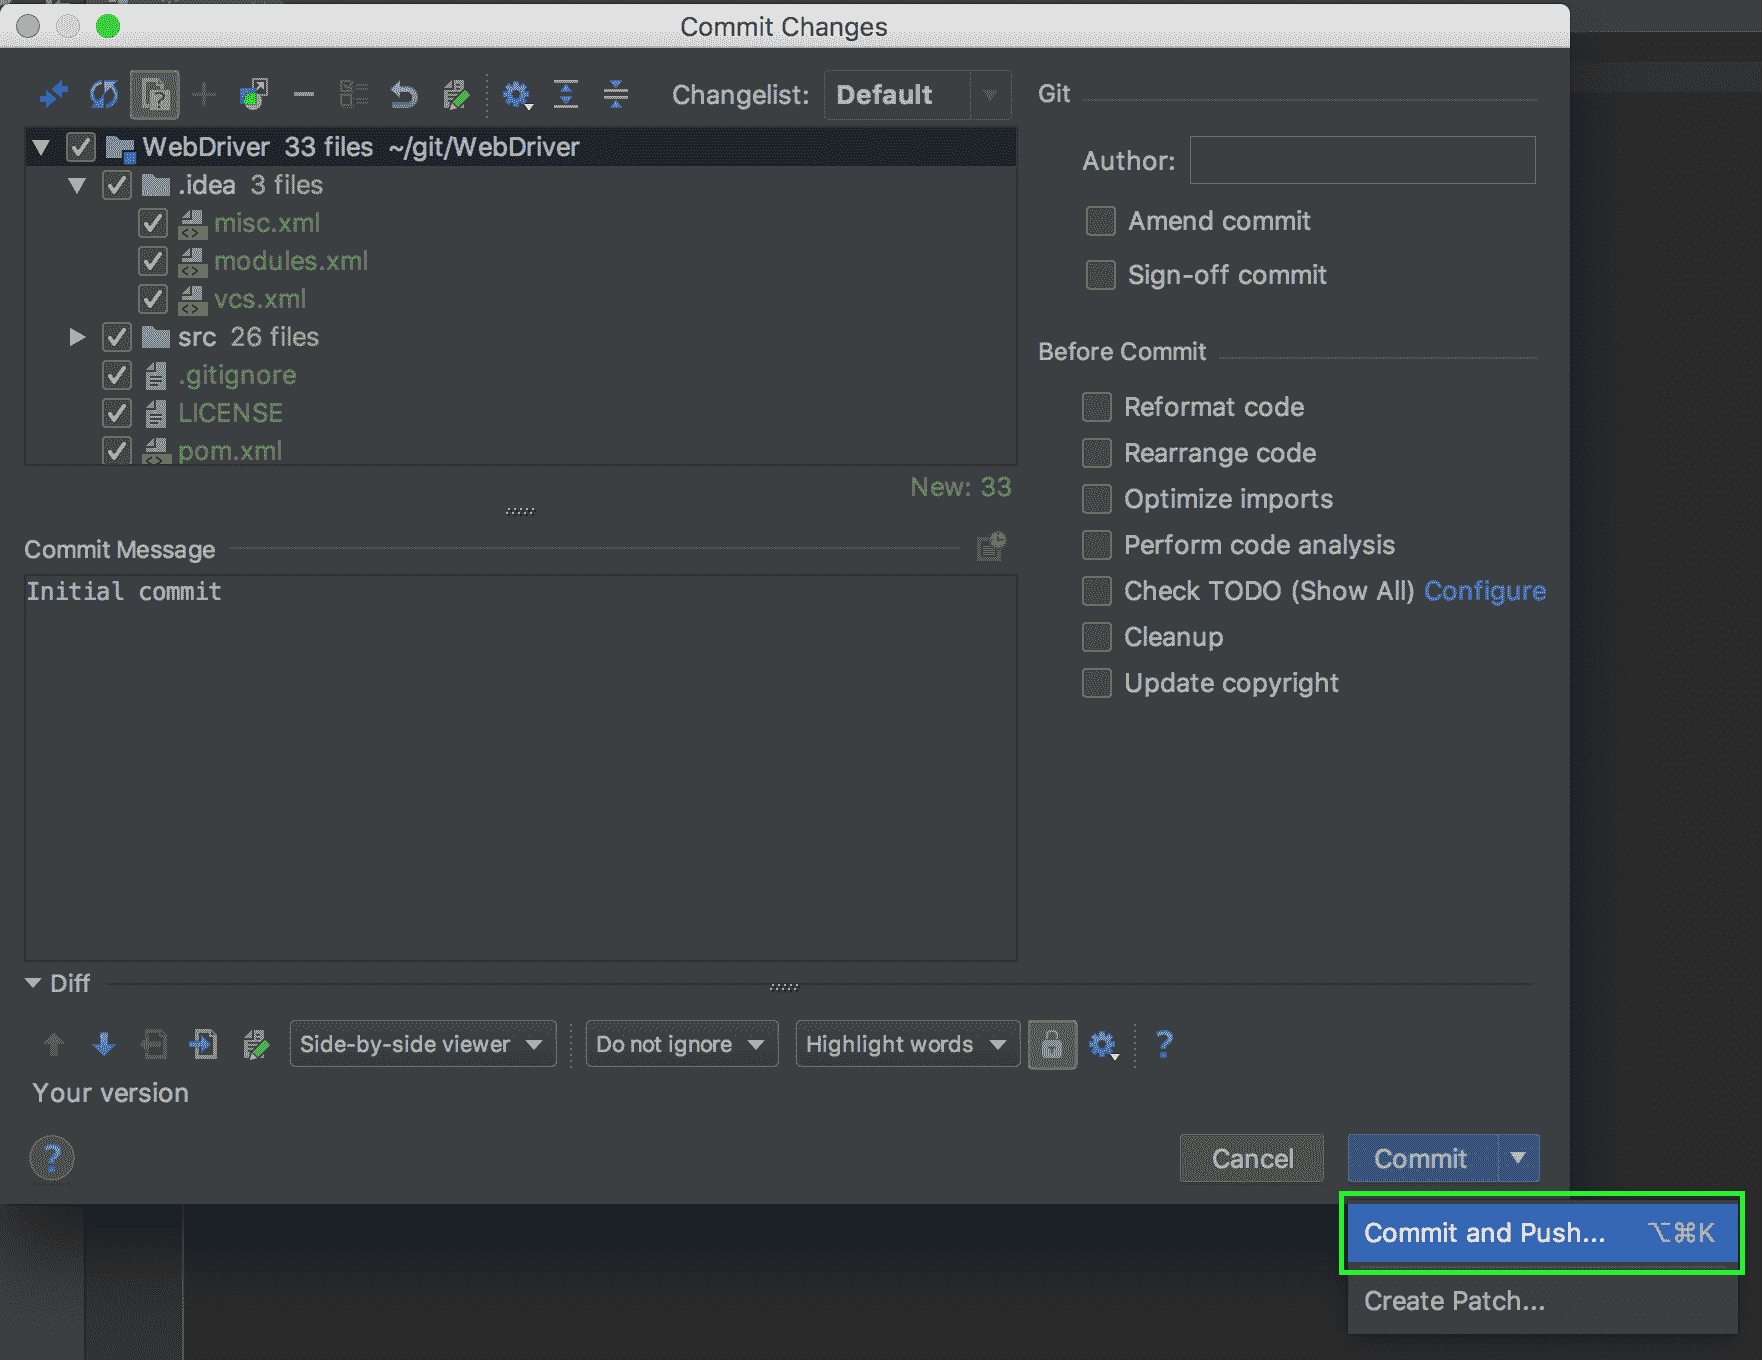 Commit Changes
Changelist: Default
WebDriver 33 files ~/git/WebDriver
.idea 3 files
misc.xml
modules.xml
vcs.xml
src 26 files
.gitignore
LICENSE
pom.xml
New: 33
Commit Message
Initial commit
Git
Author:
Amend commit
Sign-off commit
Before Commit
Reformat code
Rearrange code
Optimize imports
Perform code analysis
Check TODO (Show All) Configure
Cleanup
Update copyright
Diff
Side-by-side viewer Do not ignore Highlight words ?
Your version
? Cancel Commit
Commit and Push... ⌥⌘K
Create Patch...